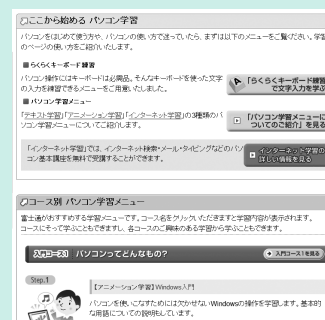 ここから始める パソコン学習
パソコンをはじめて使う方や、パソコンの使い方で迷っていたら、まずは以下のメニューをご覧ください。学習
のページの使い方をご紹介いたします。
■ らくらくキーボード練習
パソコン操作にはキーボードは必需品。そんなキーボードを使った文字
の入力を練習できるメニューをご用意いたしました。
「らくらくキーボード練習
で文字入力を学ぶ
■ パソコン学習メニュー
「テキスト学習」「アニメーション学習」「インターネット学習」の3種類のパ
ソコン学習メニューについてご紹介します。
「パソコン学習メニューに
ついてのご紹介」を見る
「インターネット学習」では、インターネット検索・メール・タイピングなどのパソ
コン基本講座を無料で受講することができます。
インターネット学習の
詳しい情報を見る
コース別 パソコン学習メニュー
富士通がおすすめする学習メニューです。コース名をクリックいただきますと学習内容が表示されます。
コースにそって学ぶこともできますし、各コースのご興味のある学習から学ぶこともできます。
入門コース1 パソコンってどんなもの?
入門コース1を見る
Step.1
【アニメーション学習】Windows入門
パソコンを使いこなすためには欠かせないWindowsの操作を学習します。基本的
な用語についての説明もしています。